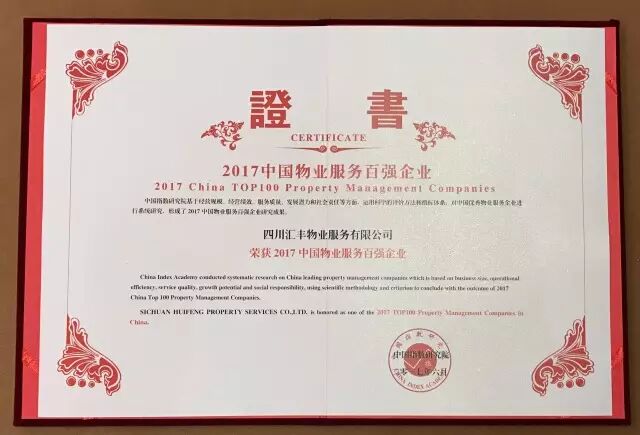 證 書
CERTIFICATE
2017中国物业服务百强企业
2017 China TOP100 Property Management Companies
中国指数研究院基于经营规模、经营绩效、服务质量、发展潜力和社会责任等方面，运用科学的评价方法和指标体系，对中国优秀物业服务企业进
行系统研究，形成了2017中国物业服务百强企业研究成果。
四川汇丰物业服务有限公司
荣获2017中国物业服务百强企业
China Index Academy conducted systematic research on China leading property management companies which is based on business size, operational
efficiency, service quality, growth potential and social responsibility, using scientific methodology and criterion to conclude with the outcome of 2017
China Top 100 Property Management Companies.
SICHUAN HUIFENG PROPERTY SERVICES CO.,LTD. is honored as one of the 2017 TOP100 Property Management Companies in
China.
中国指数研究院
二〇一七年六月
CHINA INDEX ACADEMY